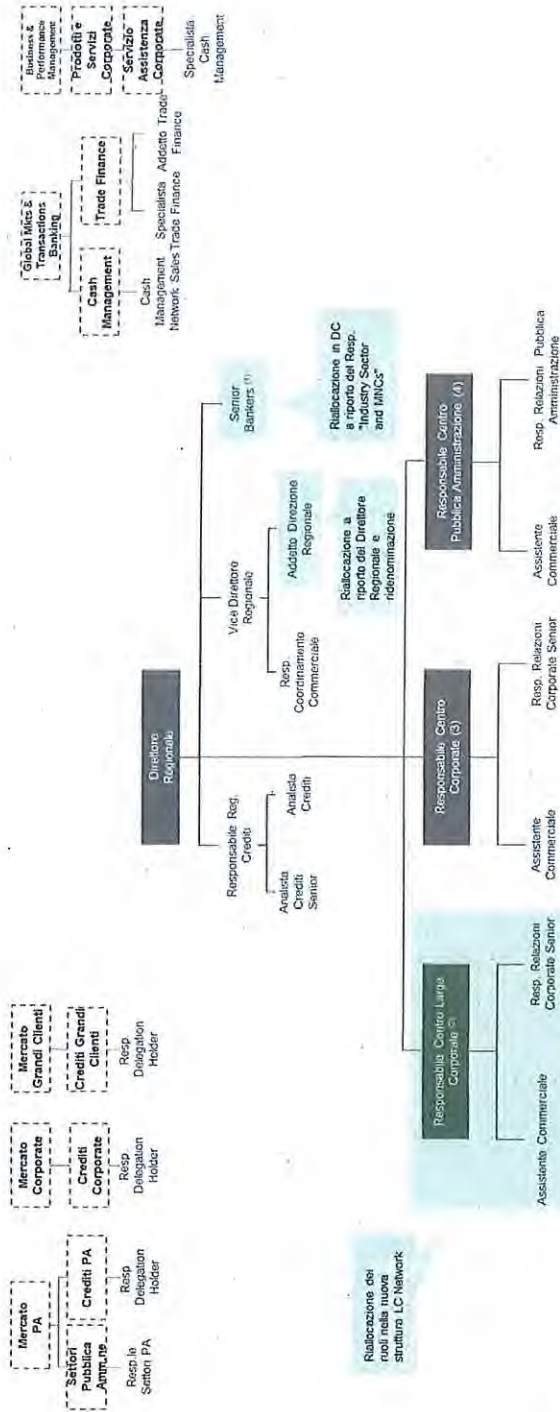 Mercato
PA
Settori
Pubblica
Amm.ne
Resp.le
Settori PA
Crediti PA
Resp
Delegation
Holder
Mercato
Corporate
Crediti
Corporate
Resp
Delegation
Holder
Mercato
Grandi Clienti
Crediti Grandi
Clienti
Resp.
Delegation
Holder
Global Mkts &
Transactions
Banking
Cash
Management
Cash
Management
Network Sales
Trade Finance
Specialista
Trade Finance
Addetto Trade
Finance
Business &
Performance
Management
Prodotti e
Servizi
Corporate
Servizio
Assistenza
Corporate
Specialista
Cash
Management
Direttore
Regionale
Responsabile Reg.
Crediti
Analista
Crediti
Senior
Analista
Crediti
Vice Direttore
Regionale
Resp.
Coordinamento
Commerciale
Addetto Direzione
Regionale
Senior
Bankers (1)
Riallocazione a
riporto del Direttore
Regionale e
ridenominazione
Riallocazione in DC
a riporto del Resp.
"Industry Sector
and MNCs"
Riallocazione dei
ruoli nella nuova
struttura LC Network
Responsabile Centro Large
Corporate (2)
Assistente Commerciale
Resp. Relazioni
Corporate Senior
Responsabile Centro
Corporate (3)
Assistente
Commerciale
Resp. Relazioni
Corporate Senior
Responsabile Centro
Pubblica Amministrazione (4)
Assistente
Commerciale
Resp. Relazioni Pubblica
Amministrazione